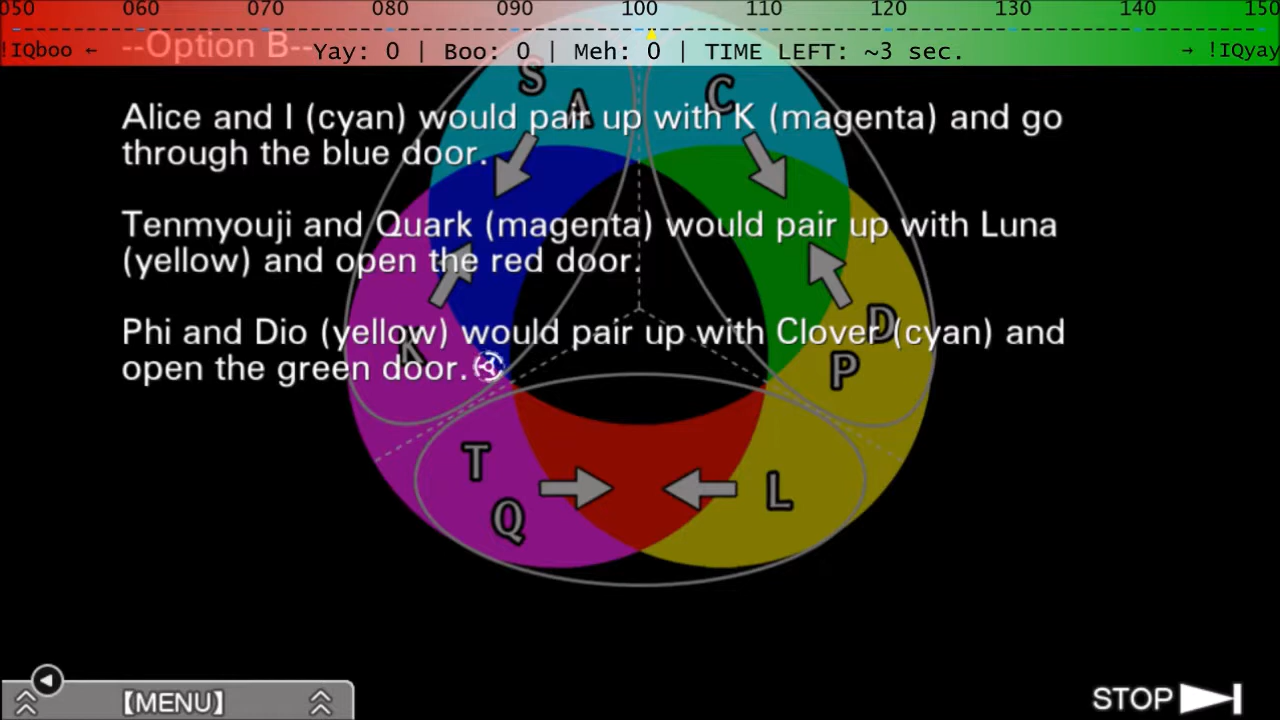 050 060 070 080 090 100 110 120 130 140 150
!IQboo ← --Option B-- Yay: 0 | Boo: 0 | Meh: 0 | TIME LEFT: ~3 sec. → !IQyay
S
A
C
Alice and I (cyan) would pair up with K (magenta) and go
through the blue door.
Tenmyouji and Quark (magenta) would pair up with Luna
(yellow) and open the red door.
Phi and Dio (yellow) would pair up with Clover (cyan) and
open the green door.
D
K
P
T
L
Q
【MENU】
STOP